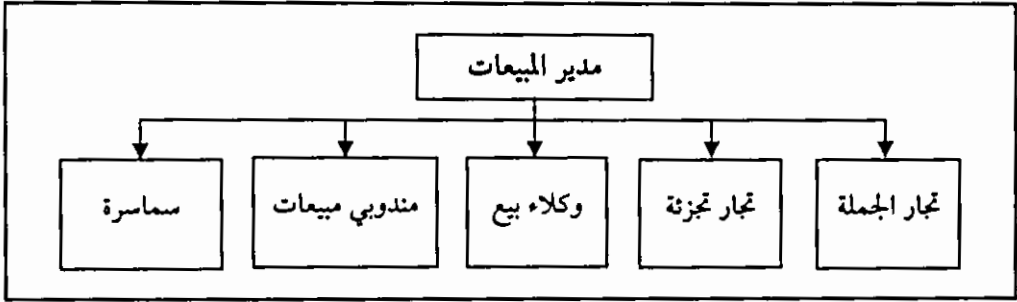 مدير المبيعات
تجار الجملة
تجار تجزئة
وكلاء بيع
مندوبي مبيعات
سماسرة